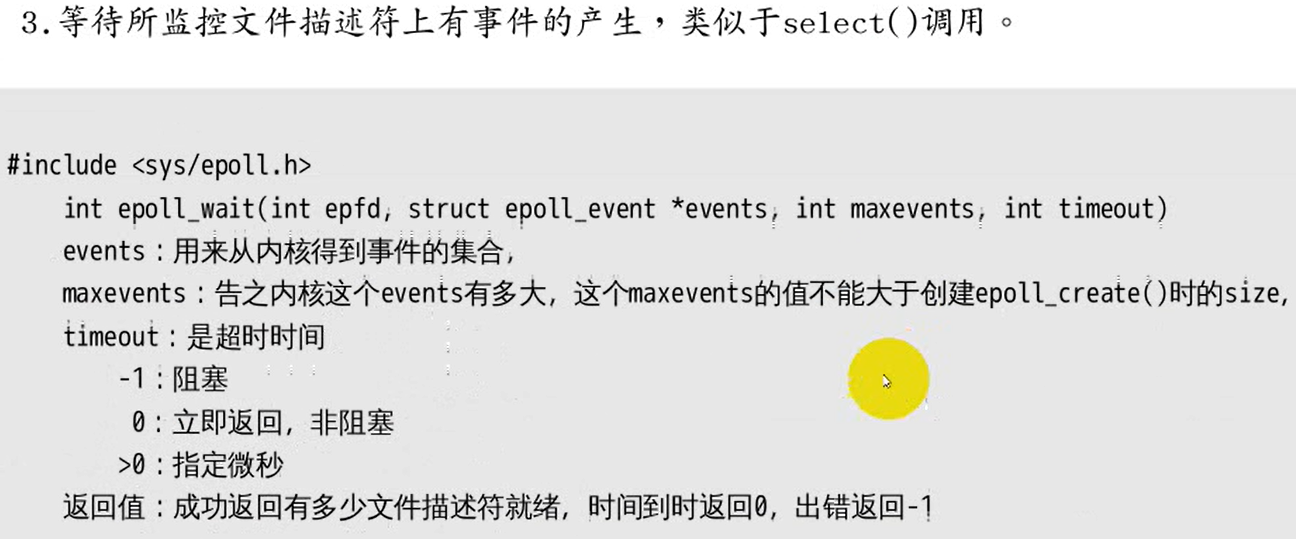 3.等待所监控文件描述符上有事件的产生，类似于select()调用。
#include <sys/epoll.h>
int epoll_wait(int epfd, struct epoll_event *events, int maxevents, int timeout)
events：用来从内核得到事件的集合，
maxevents：告之内核这个events有多大，这个maxevents的值不能大于创建epoll_create()时的size，
timeout：是超时时间
-1：阻塞
0：立即返回，非阻塞
>0：指定微秒
返回值：成功返回有多少文件描述符就绪，时间到时返回0，出错返回-1